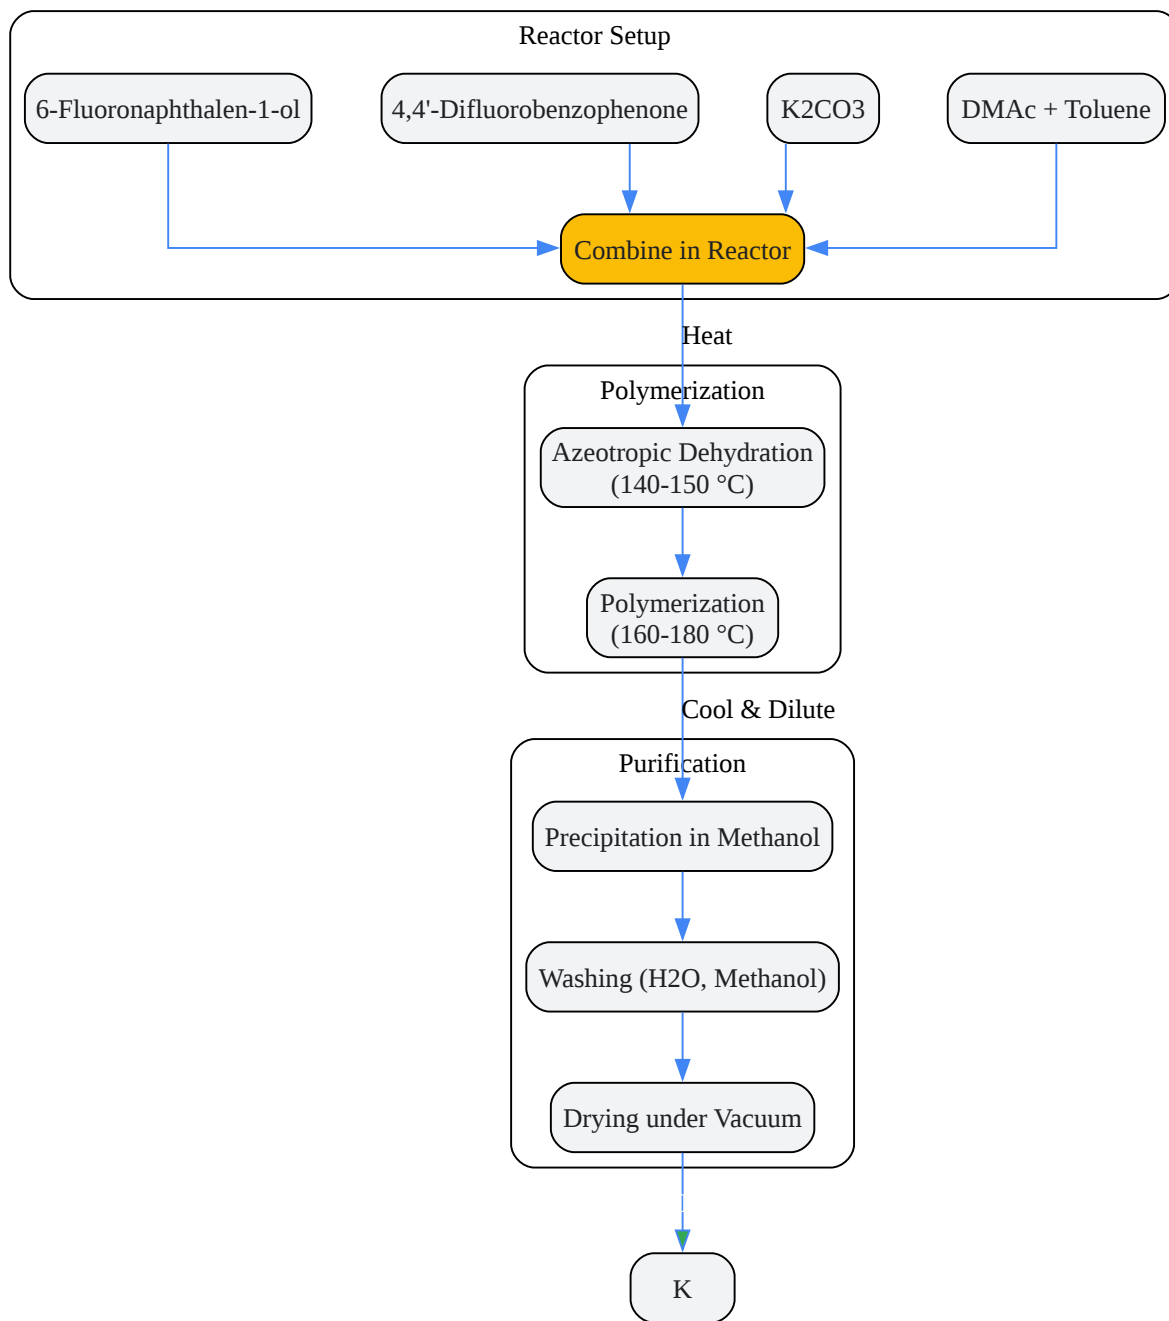 Reactor Setup
6-Fluoronaphthalen-1-ol
4,4'-Difluorobenzophenone
K2CO3
DMAc + Toluene
Combine in Reactor
Heat
Polymerization
Azeotropic Dehydration
(140-150 °C)
Polymerization
(160-180 °C)
Cool & Dilute
Purification
Precipitation in Methanol
Washing (H2O, Methanol)
Drying under Vacuum
K